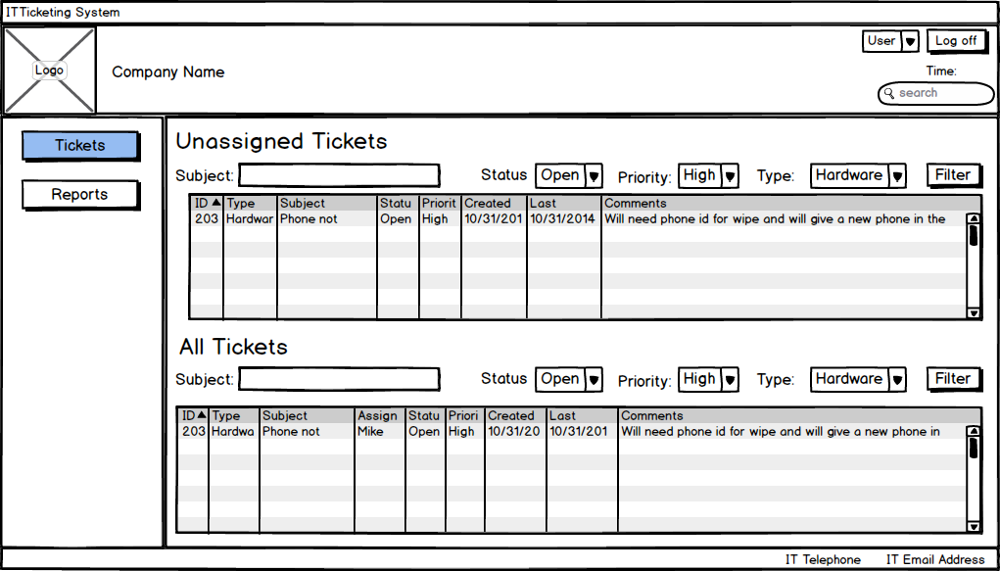 IT Ticketing System
User Log off
Logo
Company Name
Time:
search
Tickets
Reports
Unassigned Tickets
Subject: Status Open Priority: High Type: Hardware Filter
ID Type Subject Statu Priorit Created Last Comments
203 Hardwar Phone not Open High 10/31/201 10/31/2014 Will need phone id for wipe and will give a new phone in the
All Tickets
Subject: Status Open Priority: High Type: Hardware Filter
ID Type Subject Assign Statu Priori Created Last Comments
203 Hardwa Phone not Mike Open High 10/31/20 10/31/201 Will need phone id for wipe and will give a new phone in
IT Telephone IT Email Address